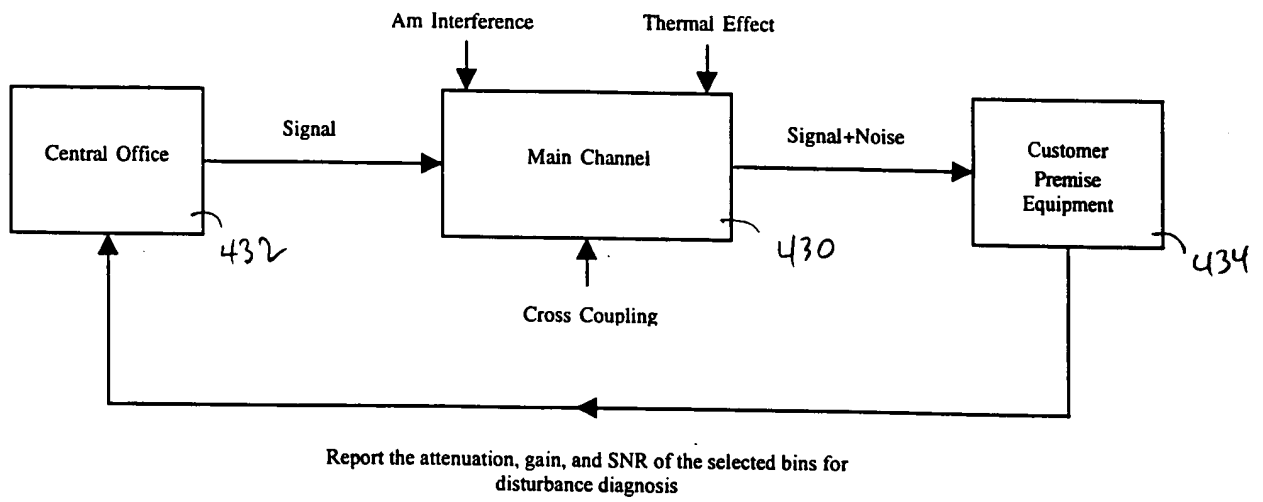 Am Interference
Thermal Effect
Central Office
Signal
Main Channel
Signal+Noise
Customer
Premise
Equipment
432
430
434
Cross Coupling
Report the attenuation, gain, and SNR of the selected bins for
disturbance diagnosis